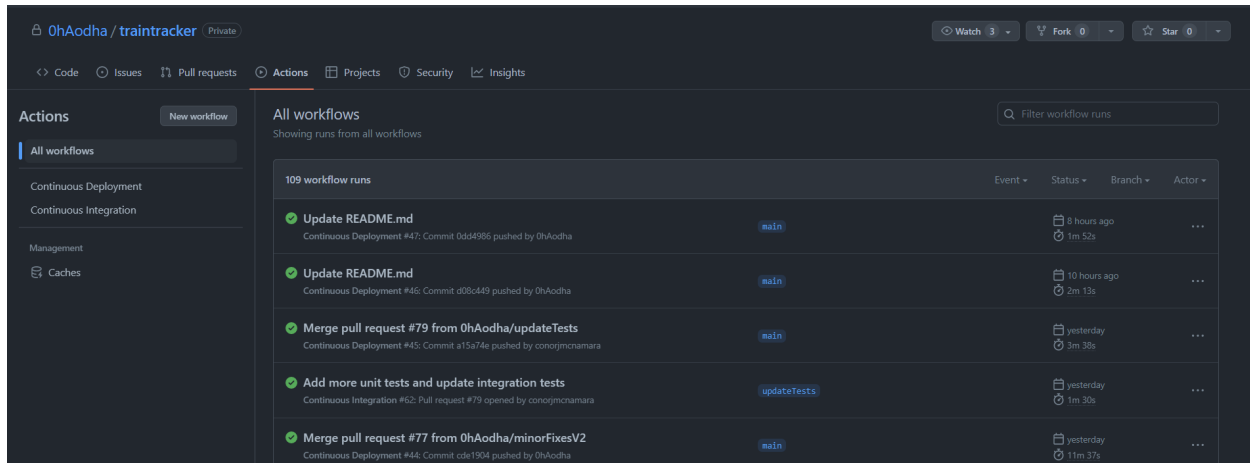 0hAodha / traintracker Private
Watch 3 Fork 0 Star 0
Code Issues Pull requests Actions Projects Security Insights
Actions New workflow
All workflows
Continuous Deployment
Continuous Integration
Management
Caches
All workflows
Showing runs from all workflows
Filter workflow runs
109 workflow runs Event Status Branch Actor
Update README.md
Continuous Deployment #47: Commit 0dd4986 pushed by 0hAodha
main
8 hours ago
1m 52s
Update README.md
Continuous Deployment #46: Commit d08c449 pushed by 0hAodha
main
10 hours ago
2m 13s
Merge pull request #79 from 0hAodha/updateTests
Continuous Deployment #45: Commit a15a74e pushed by conorjmcnamara
main
yesterday
3m 38s
Add more unit tests and update integration tests
Continuous Integration #62: Pull request #79 opened by conorjmcnamara
updateTests
yesterday
1m 30s
Merge pull request #77 from 0hAodha/minorFixesV2
Continuous Deployment #44: Commit cde1904 pushed by 0hAodha
main
yesterday
11m 37s